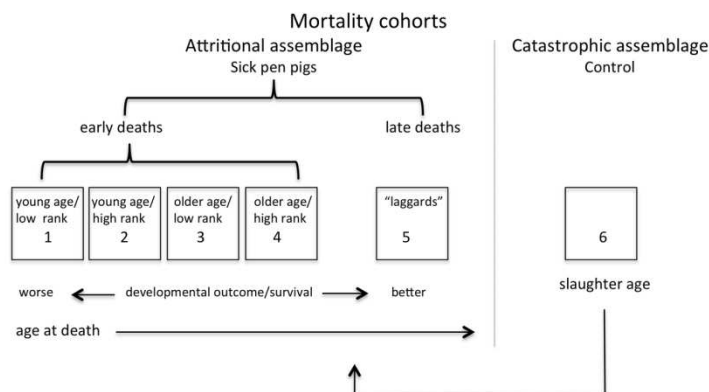 Mortality cohorts
Attritional assemblage
Sick pen pigs
Catastrophic assemblage
Control
early deaths
late deaths
young age/
low rank
1
young age/
high rank
2
older age/
low rank
3
older age/
high rank
4
"laggards"
5
6
slaughter age
worse
developmental outcome/survival
better
age at death